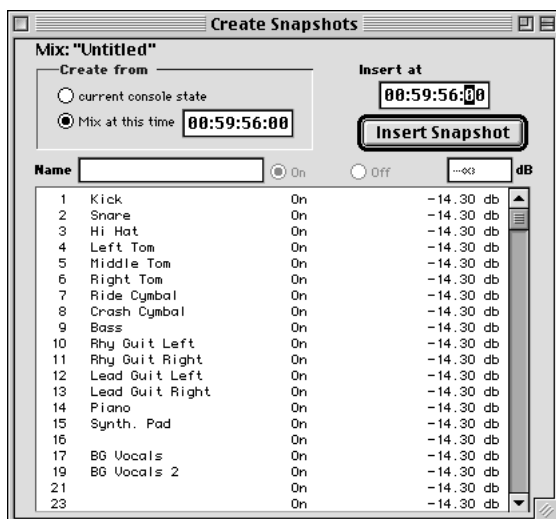 Create Snapshots
Mix: "Untitled"
Create from
Insert at
current console state
00:59:56:00
Mix at this time 00:59:56:00
Insert Snapshot
Name On Off -∞ dB
1 Kick On -14.30 db
2 Snare On -14.30 db
3 Hi Hat On -14.30 db
4 Left Tom On -14.30 db
5 Middle Tom On -14.30 db
6 Right Tom On -14.30 db
7 Ride Cymbal On -14.30 db
8 Crash Cymbal On -14.30 db
9 Bass On -14.30 db
10 Rhy Guit Left On -14.30 db
11 Rhy Guit Right On -14.30 db
12 Lead Guit Left On -14.30 db
13 Lead Guit Right On -14.30 db
14 Piano On -14.30 db
15 Synth. Pad On -14.30 db
16 On -14.30 db
17 BG Vocals On -14.30 db
19 BG Vocals 2 On -14.30 db
21 On -14.30 db
23 On -14.30 db